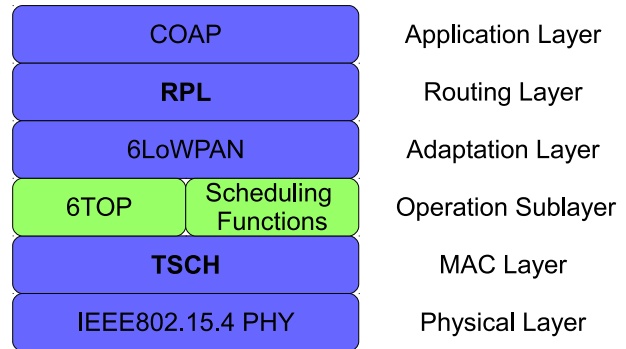 COAP Application Layer
RPL Routing Layer
6LoWPAN Adaptation Layer
6TOP Scheduling Functions Operation Sublayer
TSCH MAC Layer
IEEE802.15.4 PHY Physical Layer